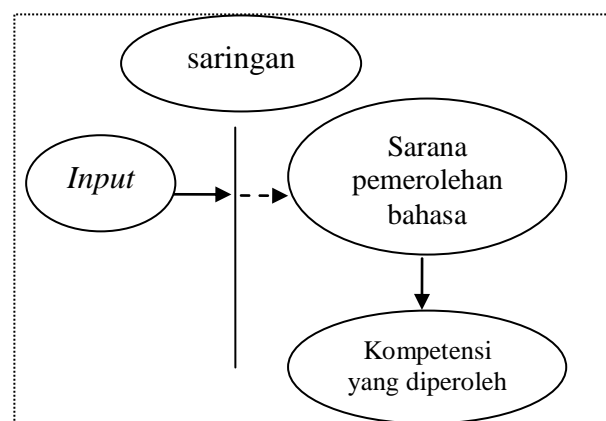 saringan
Input
Sarana
pemerolehan
bahasa
Kompetensi
yang diperoleh